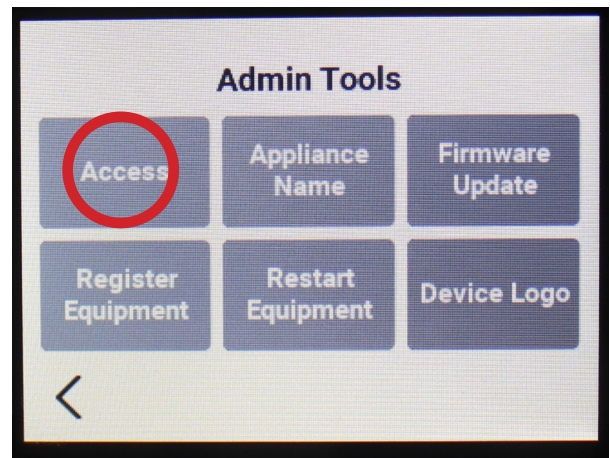 Admin Tools
Access
Appliance
Name
Firmware
Update
Register
Equipment
Restart
Equipment
Device Logo